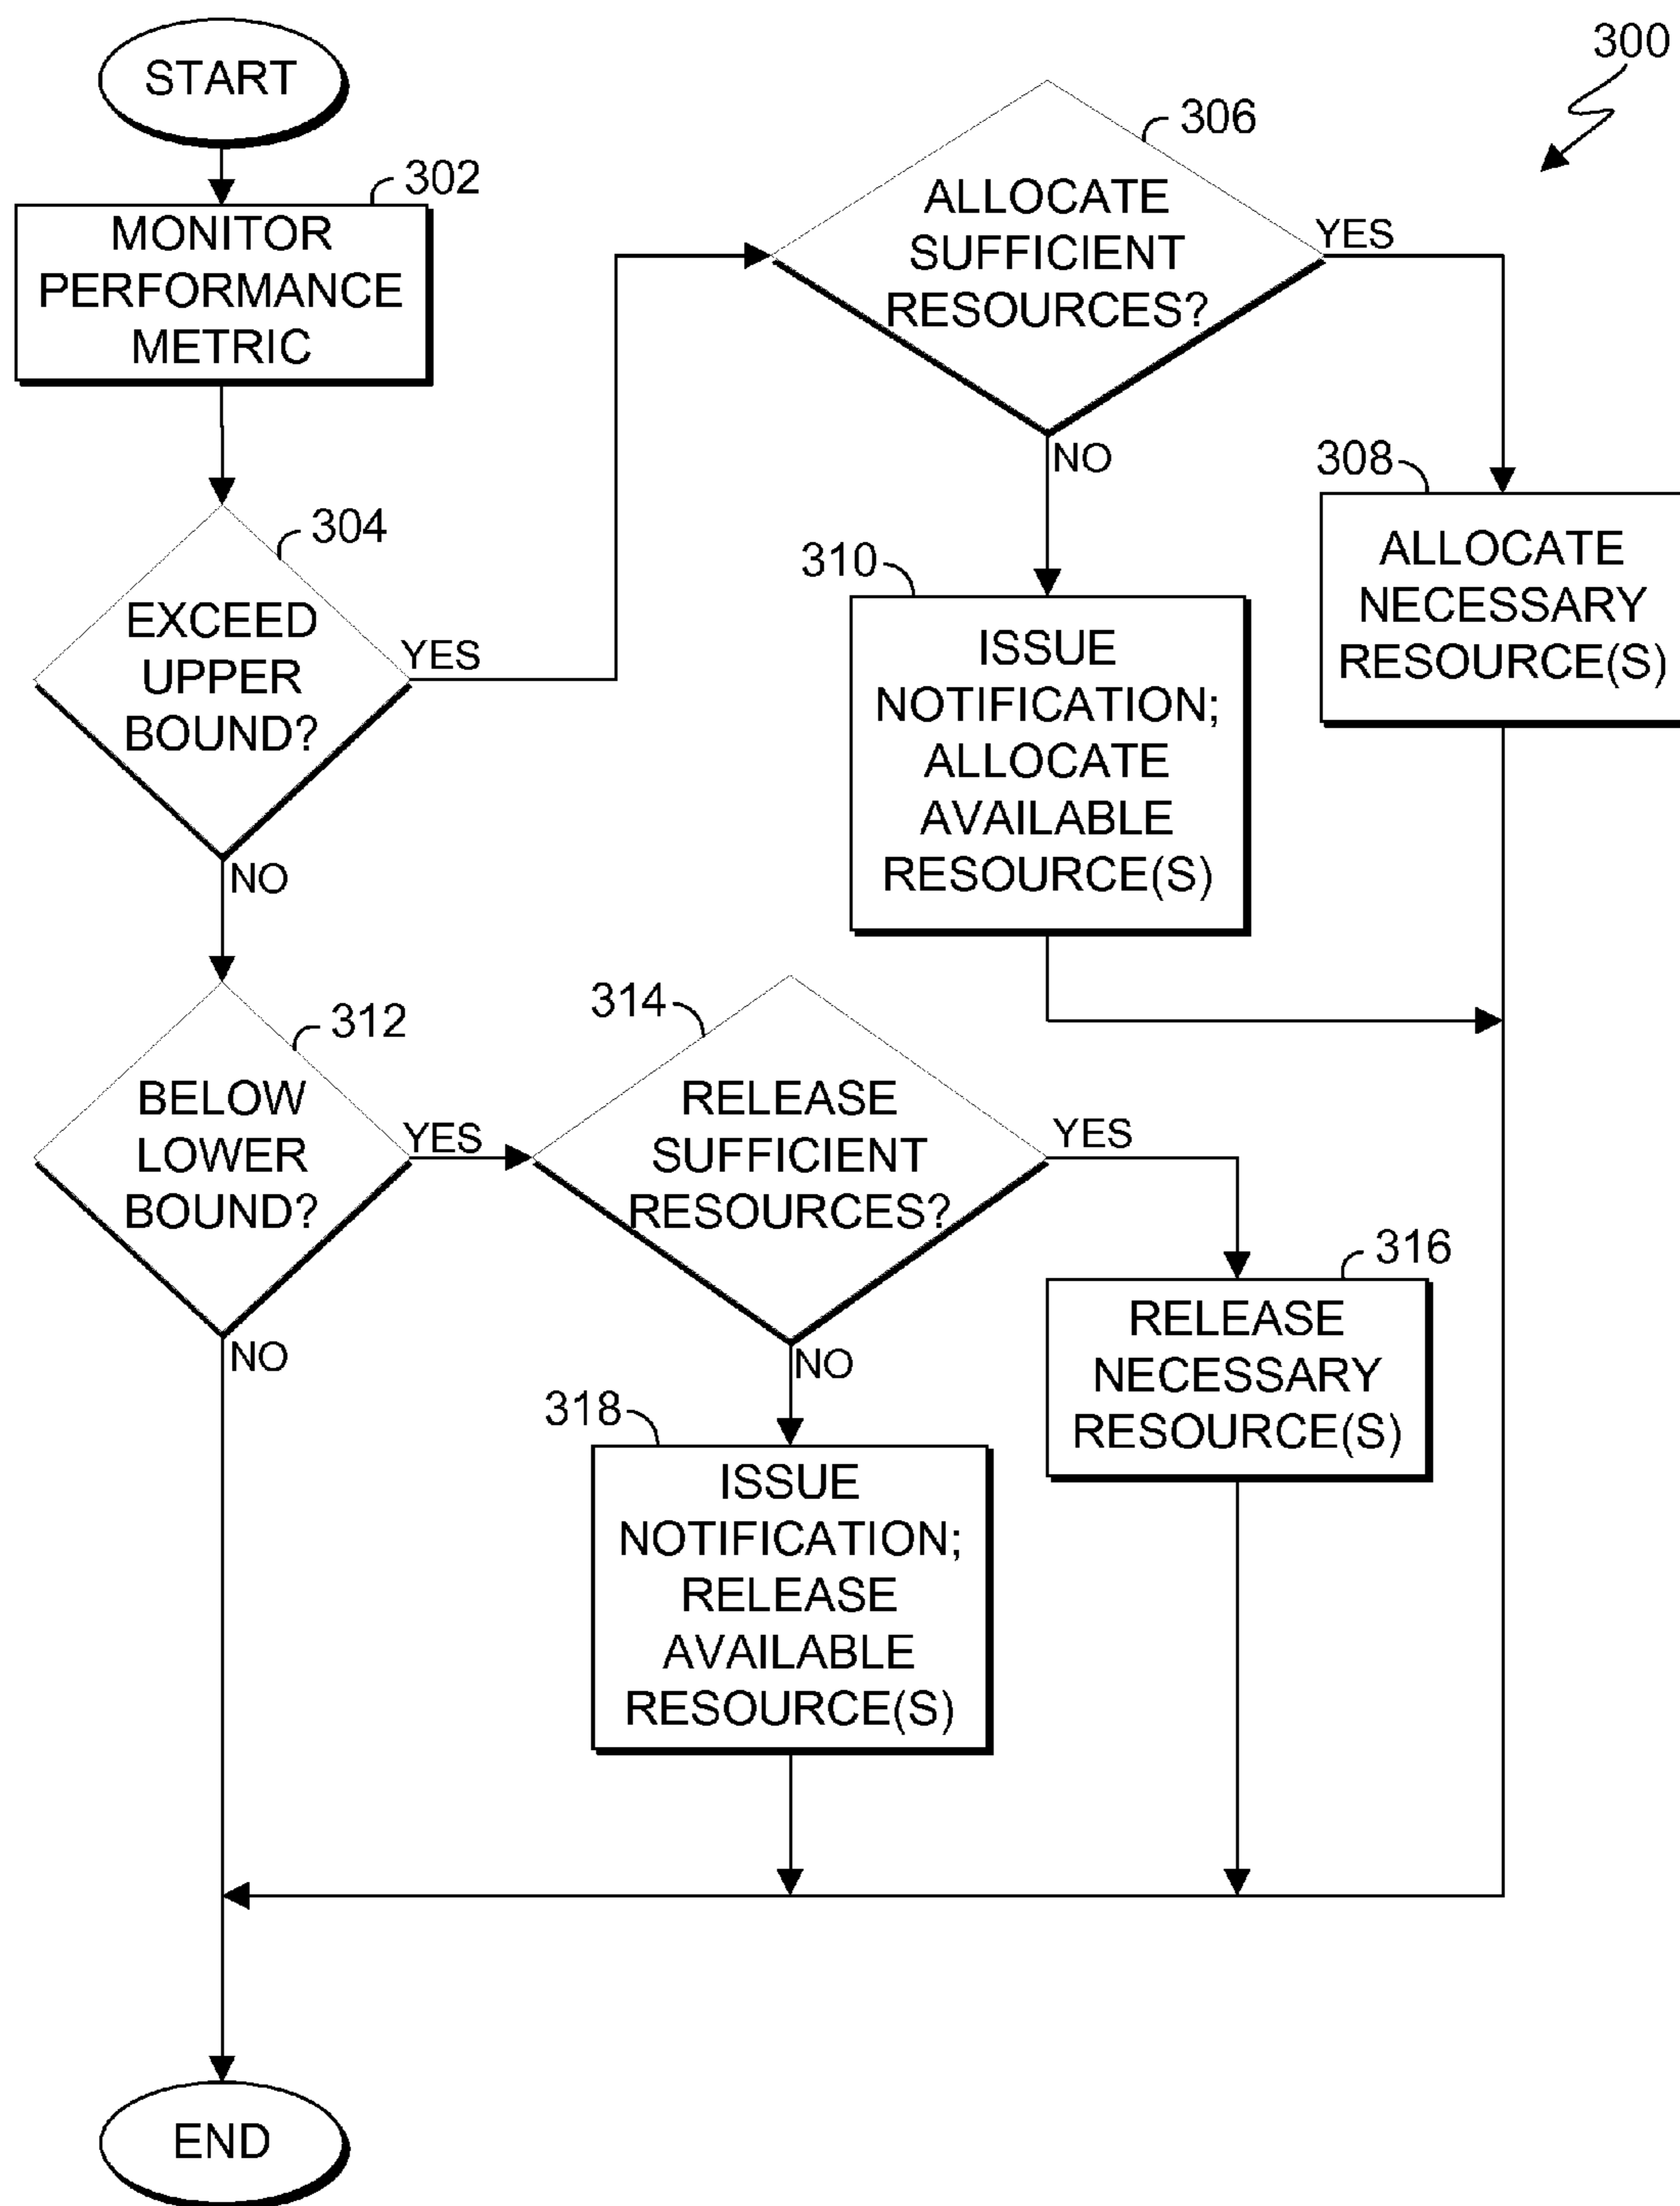 300
START
302
MONITOR
PERFORMANCE
METRIC
304
EXCEED
UPPER
BOUND?
YES
NO
306
ALLOCATE
SUFFICIENT
RESOURCES?
YES
NO
308
ALLOCATE
NECESSARY
RESOURCE(S)
310
ISSUE
NOTIFICATION;
ALLOCATE
AVAILABLE
RESOURCE(S)
312
BELOW
LOWER
BOUND?
YES
NO
314
RELEASE
SUFFICIENT
RESOURCES?
YES
NO
316
RELEASE
NECESSARY
RESOURCE(S)
318
ISSUE
NOTIFICATION;
RELEASE
AVAILABLE
RESOURCE(S)
END